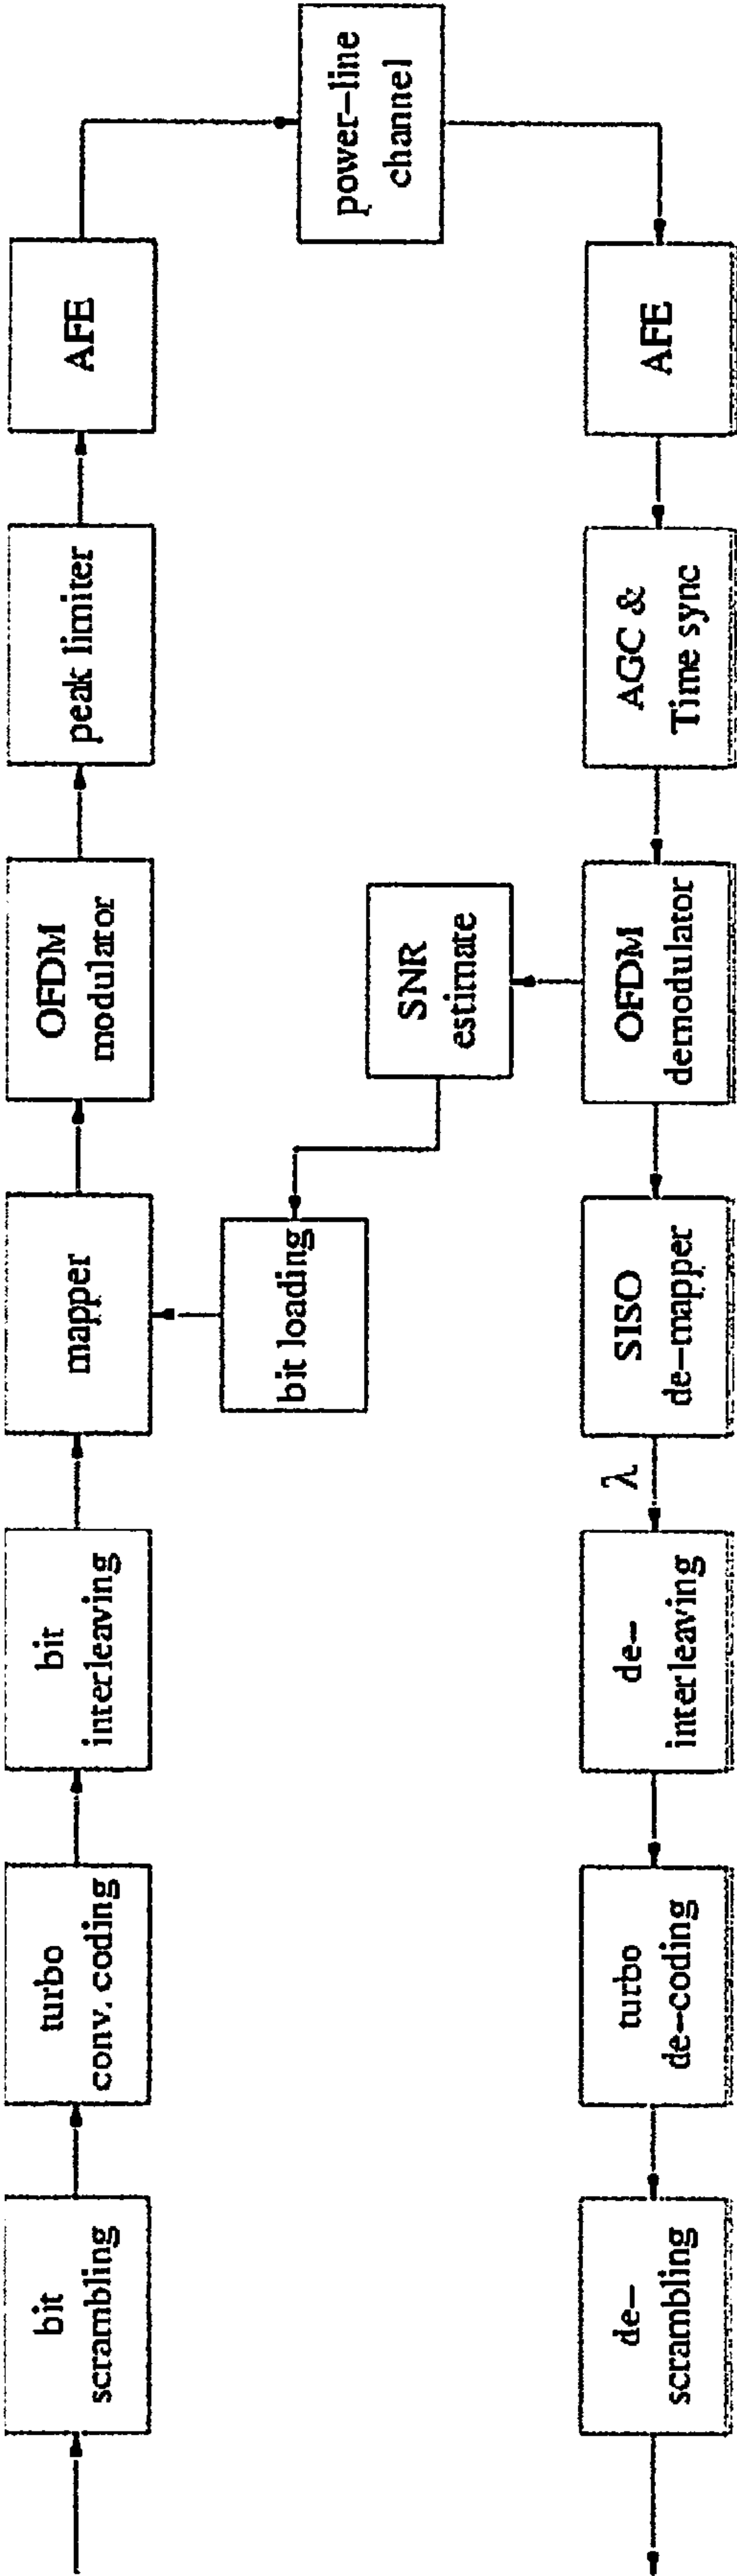 bit
scrambling
turbo
conv. coding
bit
interleaving
mapper
OFDM
modulator
peak limiter
AFE
power-line
channel
bit loading
SNR
estimate
AFE
AGC &
Time sync
OFDM
demodulator
SISO
de-mapper
λ
de-
interleaving
turbo
de-coding
de-
scrambling